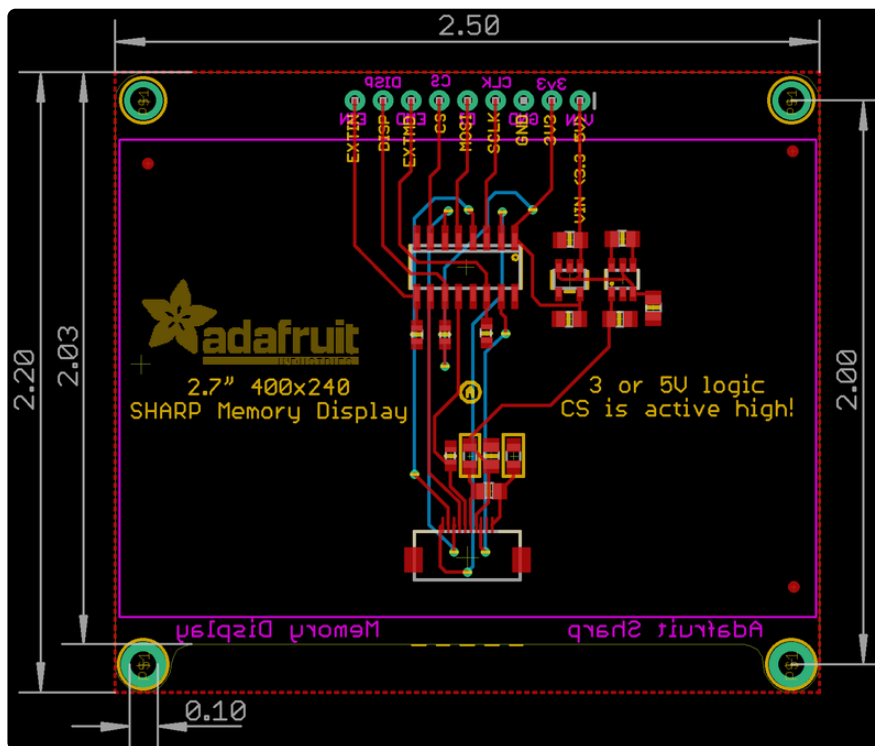 2.50
DISP
CS
CLK
3v3
EXTIN
DISP
EXTMD
CS
MOSI
SCLK
GND
3V3
VIN (3.3-5V)
2.20
2.03
2.00
adafruit
INDUSTRIES
2.7" 400x240
SHARP Memory Display
3 or 5V logic
CS is active high!
Memory Display
Adafruit Sharp
0.10